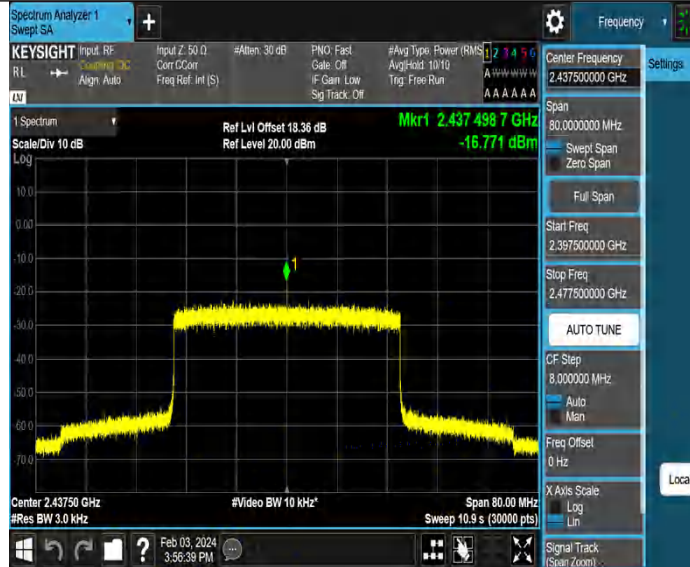 Spectrum Analyzer 1
Swept SA
+
Frequency
KEYSIGHT
RL
LXI
Input: RF
Coupling: DC
Align: Auto
Input Z: 50 Ω
Corr CCorr
Freq Ref: Int (S)
#Atten: 30 dB
PNO: Fast
Gate: Off
IF Gain: Low
Sig Track: Off
#Avg Type: Power (RMS
Avg|Hold: 10/10
Trig: Free Run
1 2 3 4 5 6
A W W W W W
A A A A A A
1 Spectrum
Scale/Div 10 dB
Log
Ref Lvl Offset 18.36 dB
Ref Level 20.00 dBm
Mkr1 2.437 498 7 GHz
-16.771 dBm
10.0
0.00
-10.0
-20.0
-30.0
-40.0
-50.0
-60.0
-70.0
1
Center 2.43750 GHz
#Res BW 3.0 kHz
#Video BW 10 kHz*
Span 80.00 MHz
Sweep 10.9 s (30000 pts)
?
Feb 03, 2024
3:56:39 PM
Center Frequency
2.437500000 GHz
Settings
Span
80.0000000 MHz
Swept Span
Zero Span
Full Span
Start Freq
2.397500000 GHz
Stop Freq
2.477500000 GHz
AUTO TUNE
CF Step
8.000000 MHz
Auto
Man
Freq Offset
0 Hz
X Axis Scale
Log
Lin
Loca
Signal Track
(Span Zoom)